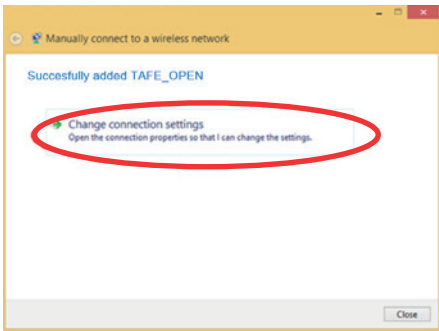 Manually connect to a wireless network
Succesfully added TAFE_OPEN
Change connection settings
Open the connection properties so that I can change the settings.
Close